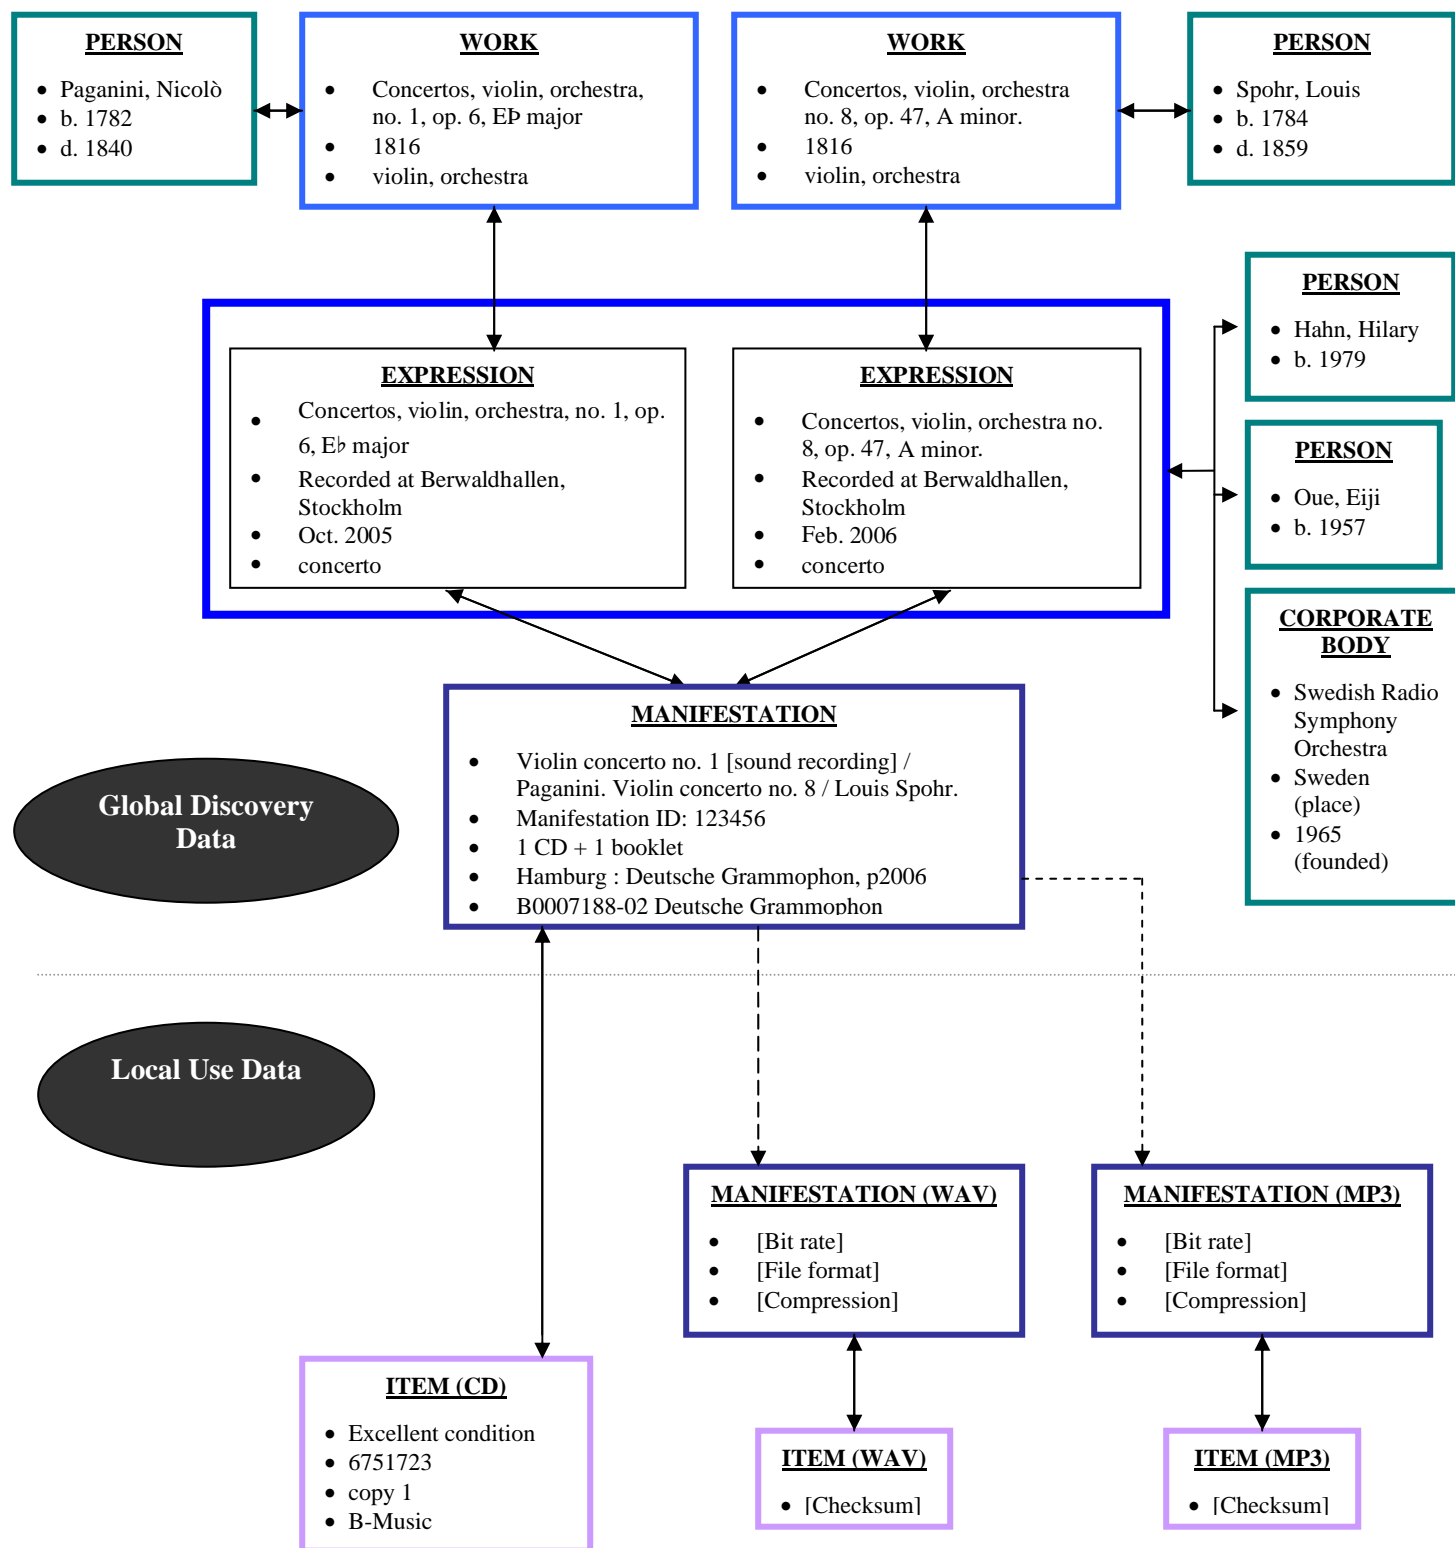 PERSON
• Paganini, Nicolò
• b. 1782
• d. 1840
WORK
• Concertos, violin, orchestra,
no. 1, op. 6, EÞ major
• 1816
• violin, orchestra
WORK
• Concertos, violin, orchestra
no. 8, op. 47, A minor.
• 1816
• violin, orchestra
PERSON
• Spohr, Louis
• b. 1784
• d. 1859
PERSON
• Hahn, Hilary
• b. 1979
EXPRESSION
• Concertos, violin, orchestra, no. 1, op.
6, E♭ major
• Recorded at Berwaldhallen,
Stockholm
• Oct. 2005
• concerto
EXPRESSION
• Concertos, violin, orchestra no.
8, op. 47, A minor.
• Recorded at Berwaldhallen,
Stockholm
• Feb. 2006
• concerto
PERSON
• Oue, Eiji
• b. 1957
CORPORATE
BODY
• Swedish Radio
Symphony
Orchestra
• Sweden
(place)
• 1965
(founded)
MANIFESTATION
• Violin concerto no. 1 [sound recording] /
Paganini. Violin concerto no. 8 / Louis Spohr.
• Manifestation ID: 123456
• 1 CD + 1 booklet
• Hamburg : Deutsche Grammophon, p2006
• B0007188-02 Deutsche Grammophon
Global Discovery
Data
Local Use Data
MANIFESTATION (WAV)
• [Bit rate]
• [File format]
• [Compression]
MANIFESTATION (MP3)
• [Bit rate]
• [File format]
• [Compression]
ITEM (CD)
• Excellent condition
• 6751723
• copy 1
• B-Music
ITEM (WAV)
• [Checksum]
ITEM (MP3)
• [Checksum]